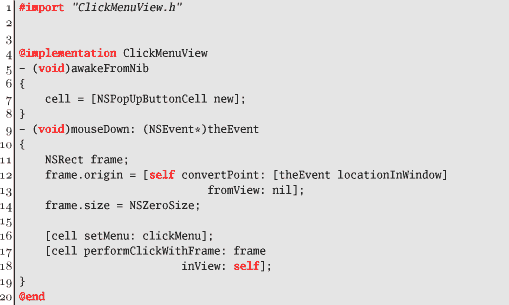 1 #import "ClickMenuView.h"
2
3
4 @implementation ClickMenuView
5 - (void)awakeFromNib
6 {
7     cell = [NSPopUpButtonCell new];
8 }
9 - (void)mouseDown: (NSEvent*)theEvent
10 {
11     NSRect frame;
12     frame.origin = [self convertPoint: [theEvent locationInWindow]
13                              fromView: nil];
14     frame.size = NSZeroSize;
15
16     [cell setMenu: clickMenu];
17     [cell performClickWithFrame: frame
18                          inView: self];
19 }
20 @end